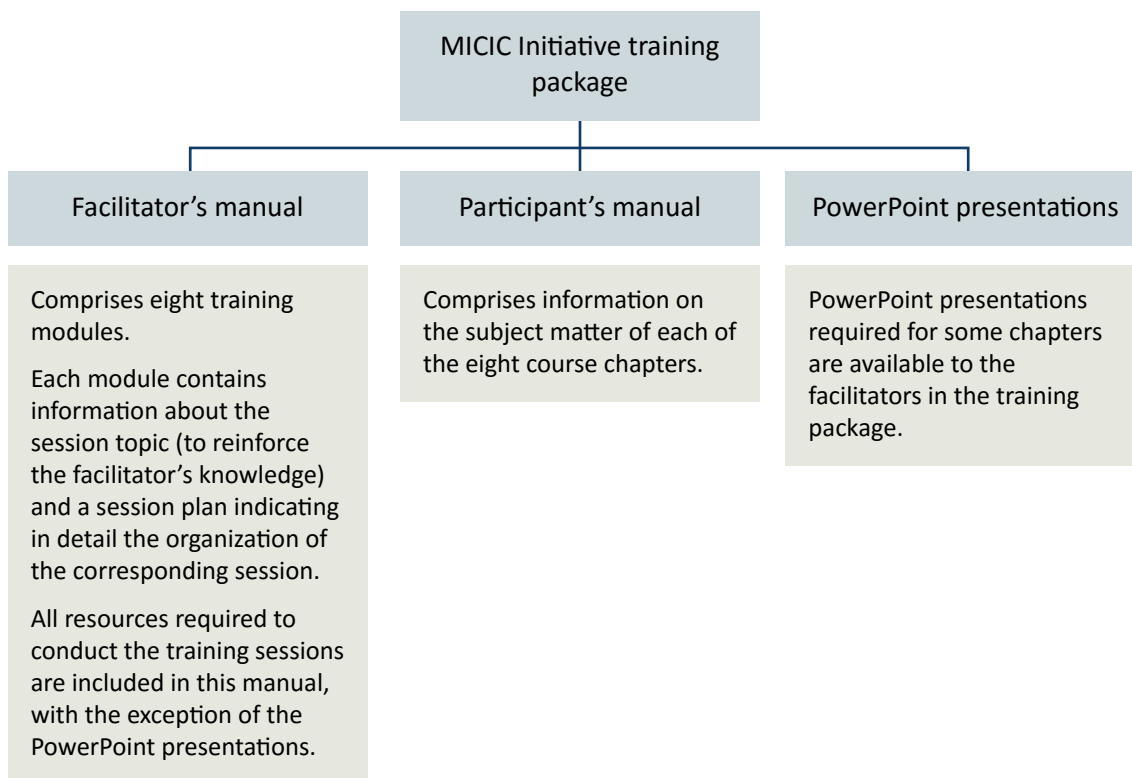 MICIC Initiative training
package
Facilitator’s manual
Participant’s manual
PowerPoint presentations
Comprises eight training
modules.
Each module contains
information about the
session topic (to reinforce
the facilitator’s knowledge)
and a session plan indicating
in detail the organization of
the corresponding session.
All resources required to
conduct the training sessions
are included in this manual,
with the exception of the
PowerPoint presentations.
Comprises information on
the subject matter of each of
the eight course chapters.
PowerPoint presentations
required for some chapters
are available to the
facilitators in the training
package.